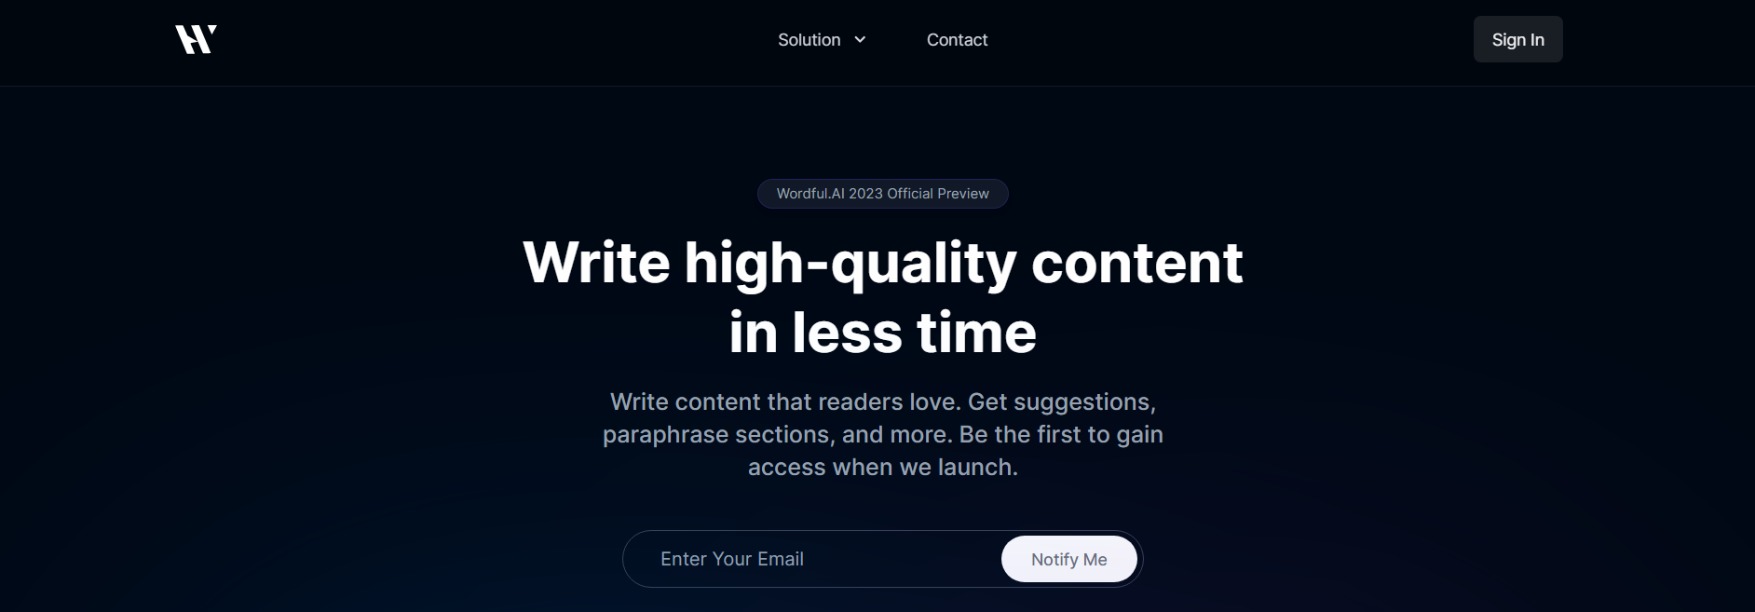 Solution
Contact
Sign In
Wordful.AI 2023 Official Preview
Write high-quality content
in less time
Write content that readers love. Get suggestions,
paraphrase sections, and more. Be the first to gain
access when we launch.
Enter Your Email
Notify Me